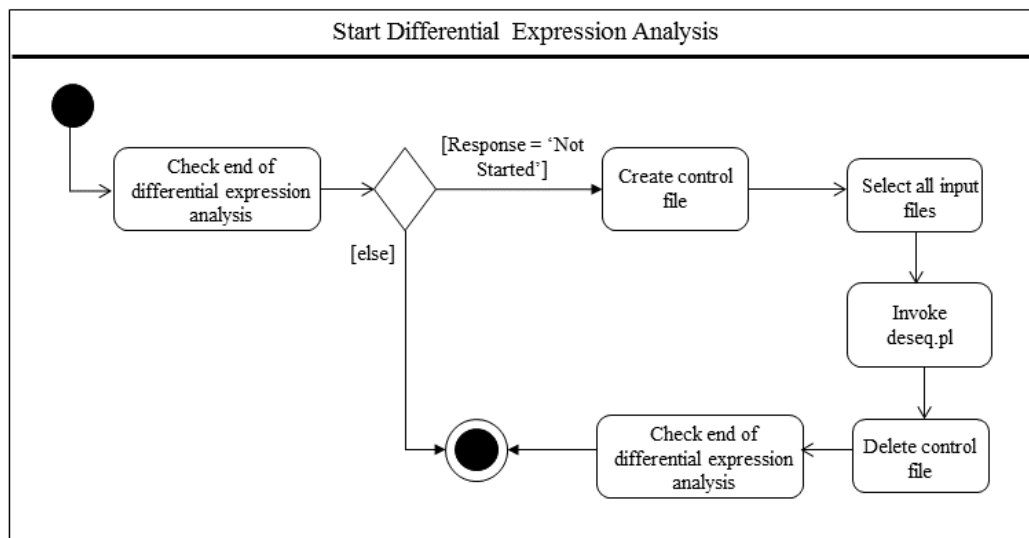 Start Differential Expression Analysis
[Response = ‘Not
Started’]
Check end of
differential expression
analysis
Create control
file
Select all input
files
[else]
Invoke
deseq.pl
Check end of
differential expression
analysis
Delete control
file